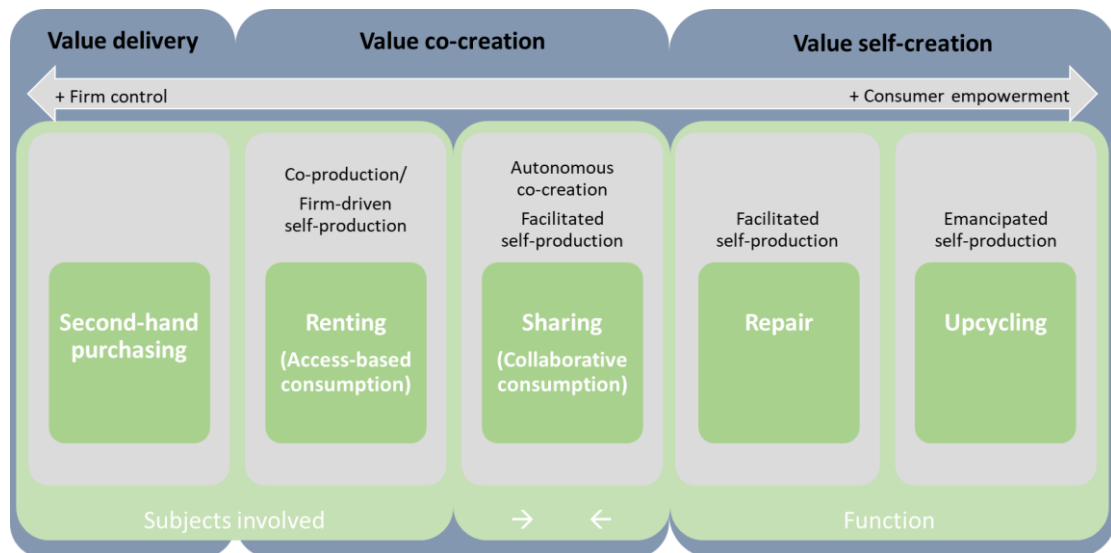 Value delivery
Value co-creation
Value self-creation
+ Firm control
+ Consumer empowerment
Co-production/
Firm-driven
self-production
Autonomous
co-creation
Facilitated
self-production
Facilitated
self-production
Emancipated
self-production
Second-hand
purchasing
Renting
(Access-based
consumption)
Sharing
(Collaborative
consumption)
Repair
Upcycling
Subjects involved
→ ←
Function